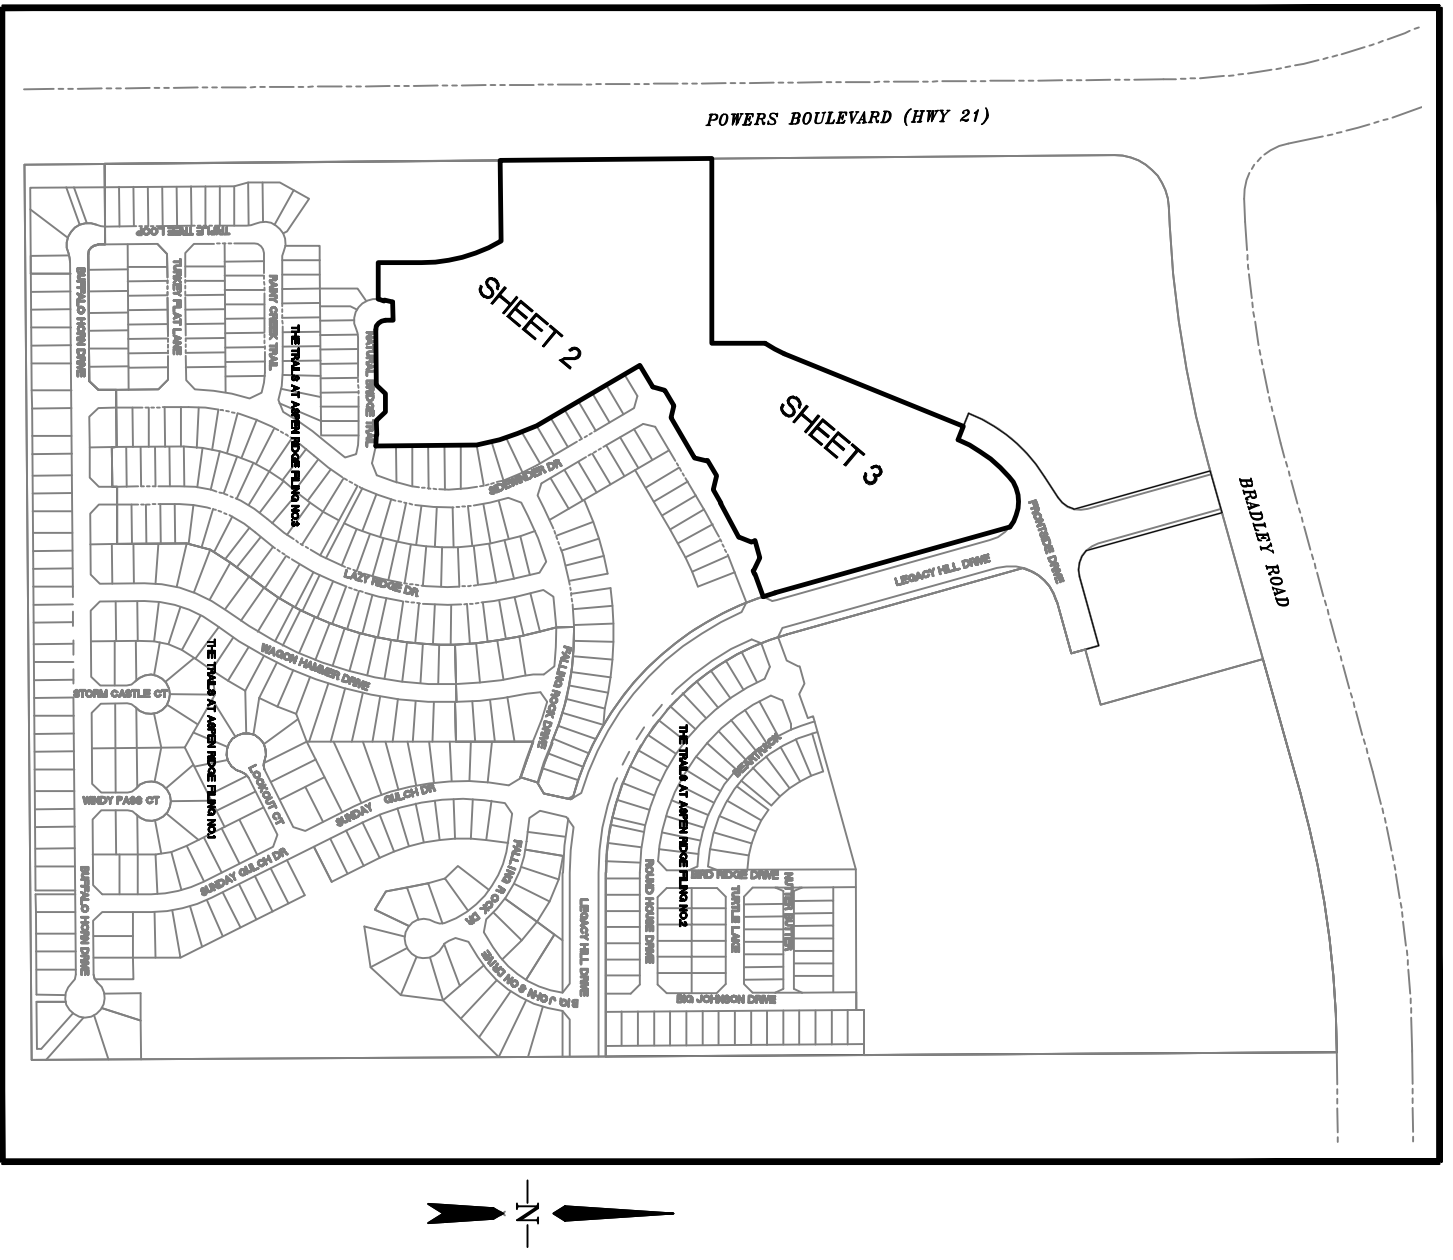 POWERS BOULEVARD (HWY 21)
TRIPLE TREE LOOP
BUFFALO HORN DRIVE
TURKEY FLAT LANE
RAINY CREEK TRAIL
THE TRAILS AT ASPEN RIDGE FILING NO.3
NATURAL BRIDGE TRAIL
SHEET 2
SHEET 3
SIDEWINDER DR
FRONTSIDE DRIVE
BRADLEY ROAD
LEGACY HILL DRIVE
LAZY RIDGE DR
WAGON HAMMER DRIVE
THE TRAILS AT ASPEN RIDGE FILING NO.1
STORM CASTLE CT
FALLING ROCK DRIVE
THE TRAILS AT ASPEN RIDGE FILING NO.2
BEARTRACK
LOOKOUT CT
WINDY PASS CT
SUNDAY GULCH DR
SUNDAY GULCH DR
FALLING ROCK DR
BUFFALO HORN DRIVE
LEGACY HILL DRIVE
ROUND HOUSE DRIVE
BIRD RIDGE DRIVE
TURTLE LAKE
NUTTER BUTTER
BIG JOHNSON DRIVE
BIG JOHNSON DRIVE
N